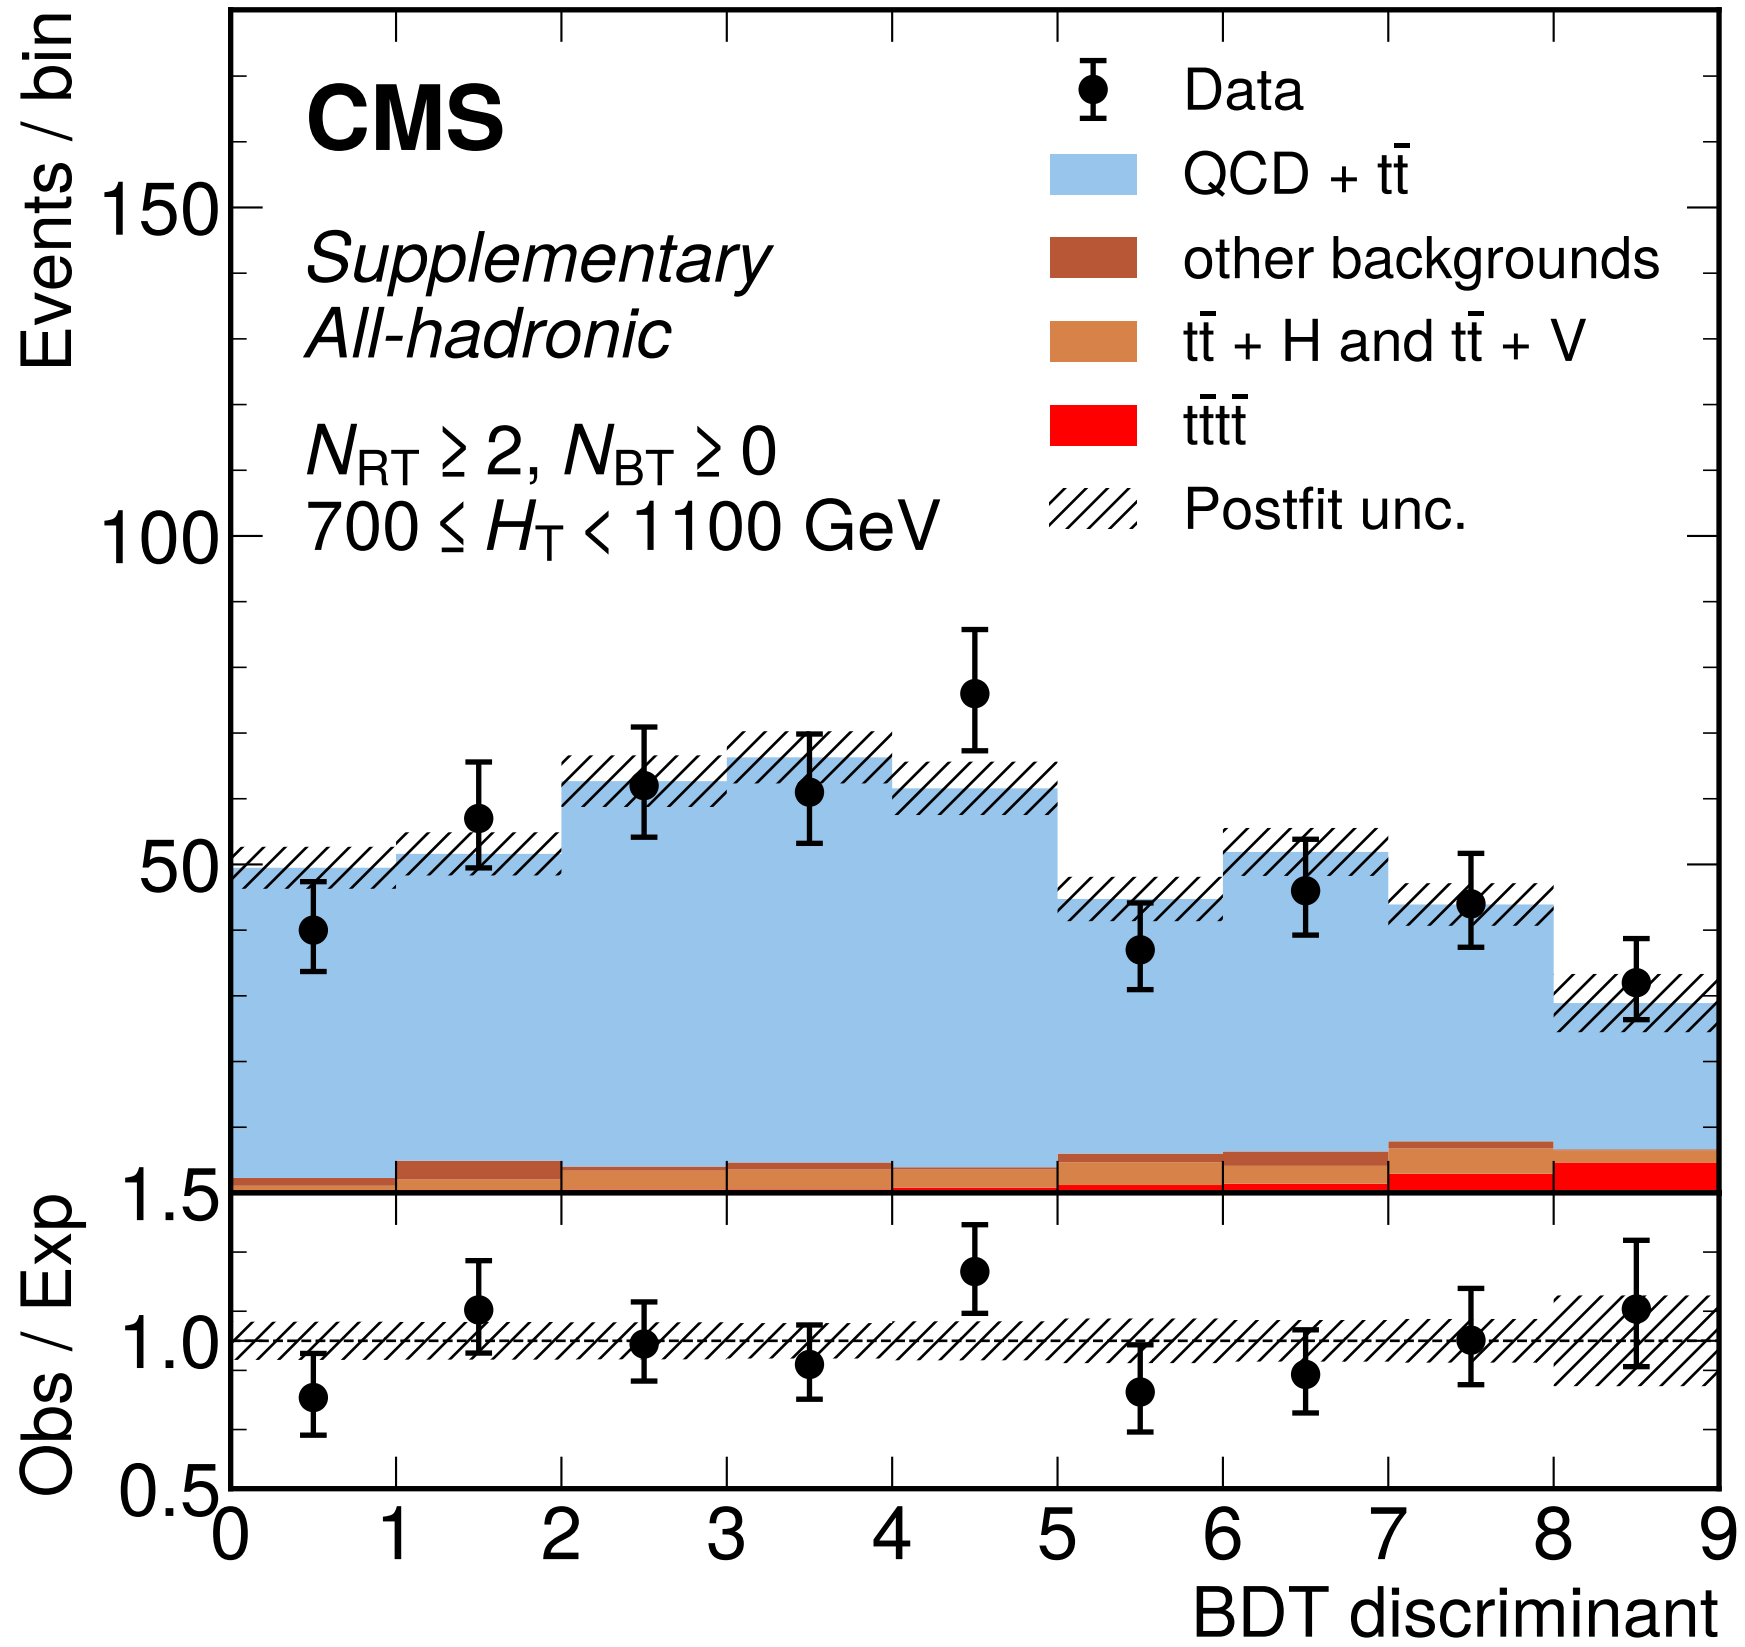 Events / bin
150
100
50
CMS
Supplementary
All-hadronic
N_RT ≥ 2, N_BT ≥ 0
700 ≤ H_T < 1100 GeV
Data
QCD + tt̄
other backgrounds
tt̄ + H and tt̄ + V
tt̄tt̄
Postfit unc.
Obs / Exp
1.5
1.0
0.5
0 1 2 3 4 5 6 7 8 9
BDT discriminant